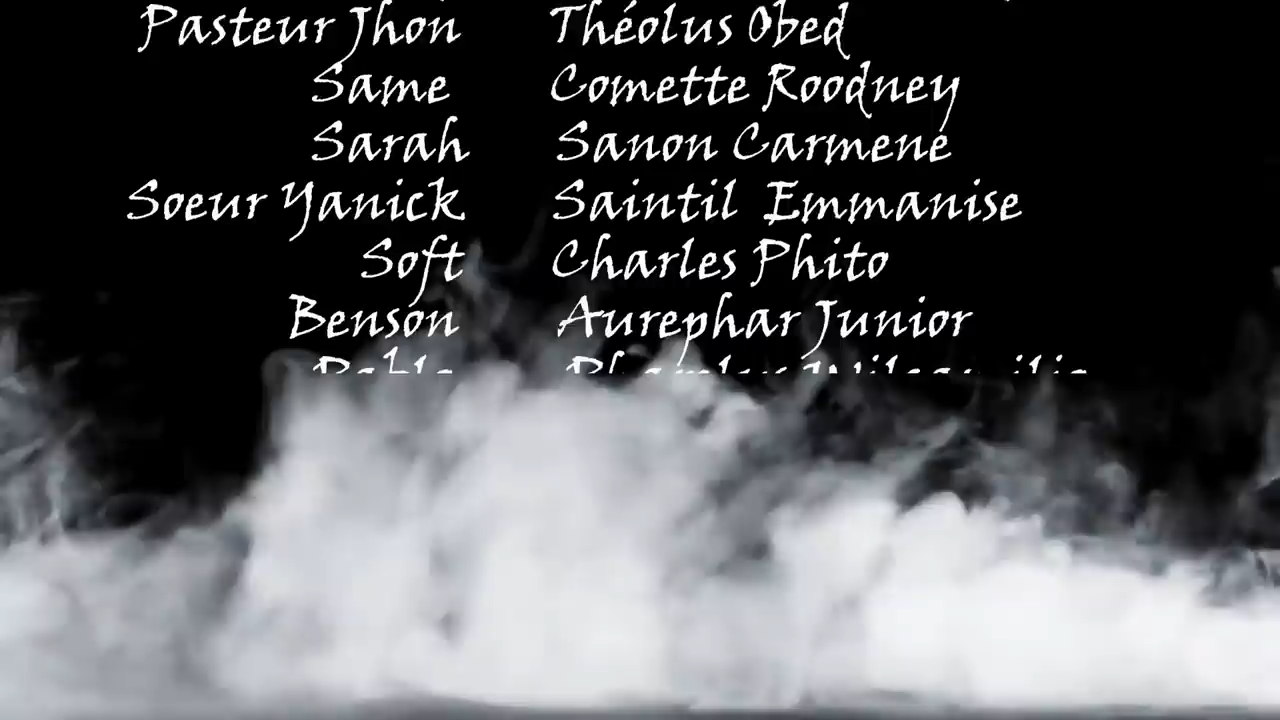 Pasteur Jhon Théolus Obed
Same Comette Roodney
Sarah Sanon Carmene
Soeur Yanick Saintil Emmanise
Soft Charles Phito
Benson Aurephar Junior